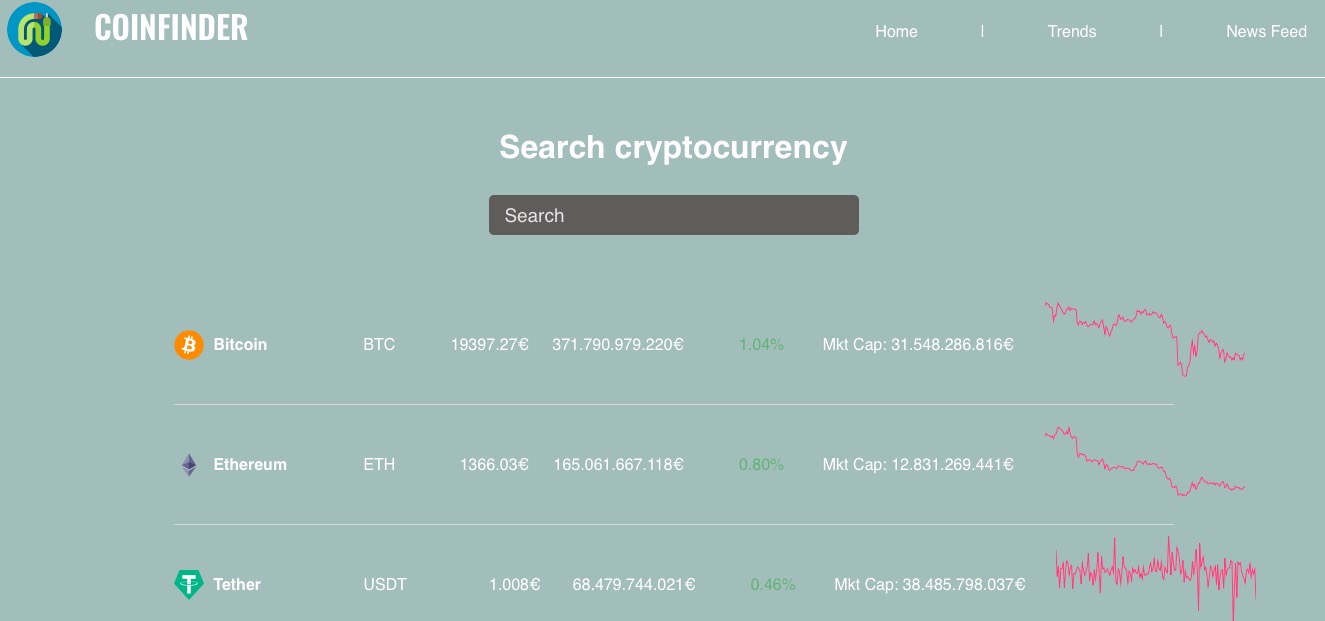 COINFINDER
Home | Trends | News Feed
Search cryptocurrency
Search
Bitcoin BTC 19397.27€ 371.790.979.220€ 1.04% Mkt Cap: 31.548.286.816€
Ethereum ETH 1366.03€ 165.061.667.118€ 0.80% Mkt Cap: 12.831.269.441€
Tether USDT 1.008€ 68.479.744.021€ 0.46% Mkt Cap: 38.485.798.037€